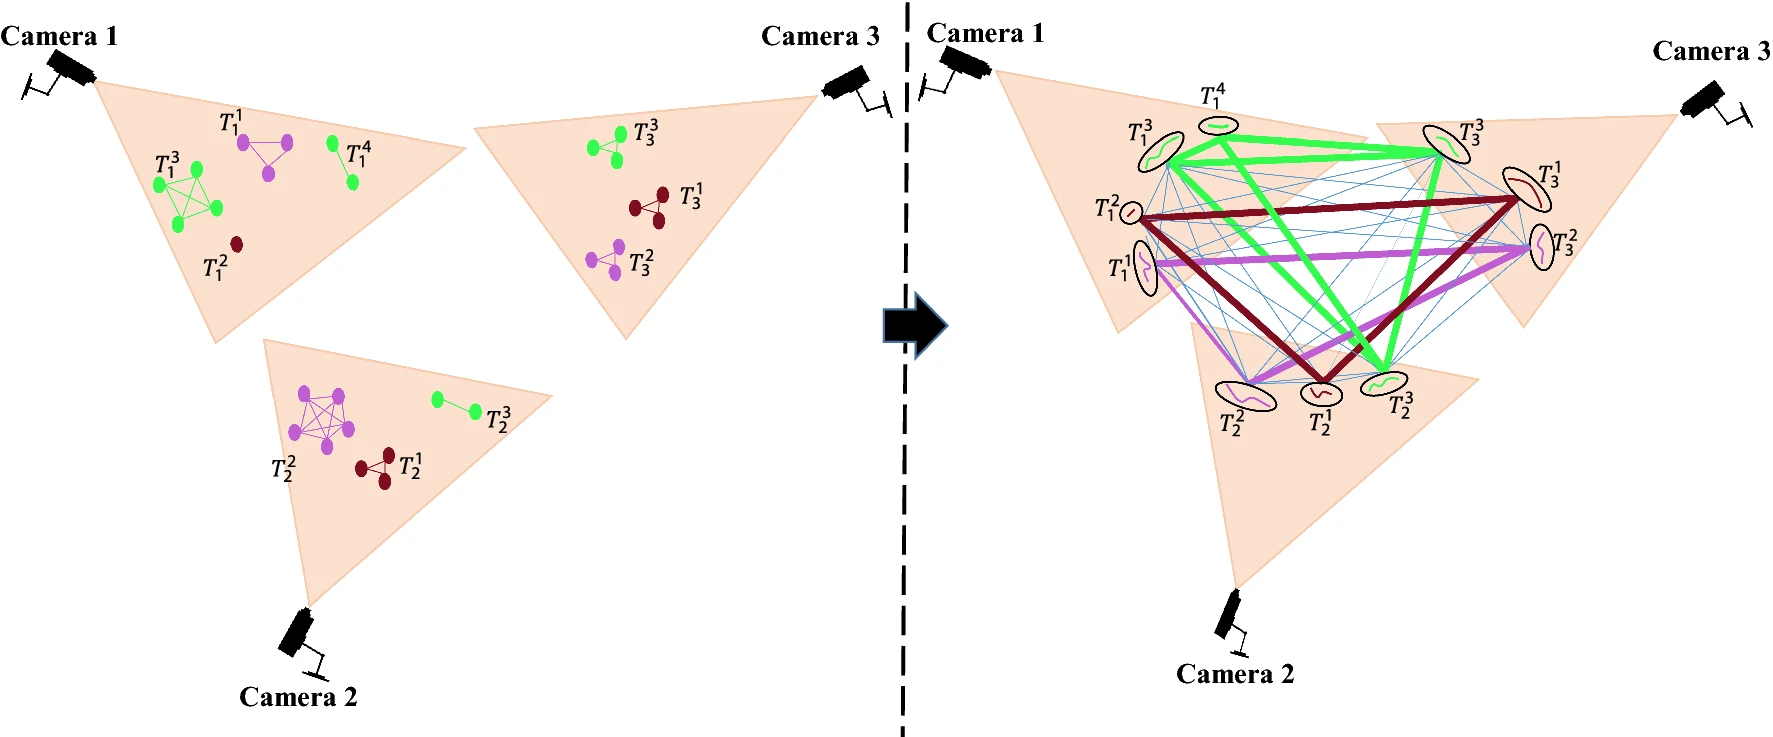 Camera 1
Camera 3
T_1^1
T_1^3
T_1^4
T_1^2
T_3^3
T_3^1
T_3^2
T_2^3
T_2^2
T_2^1
Camera 2
Camera 1
Camera 3
T_1^4
T_1^3
T_3^3
T_3^1
T_1^2
T_3^2
T_1^1
T_2^2
T_2^1
T_2^3
Camera 2